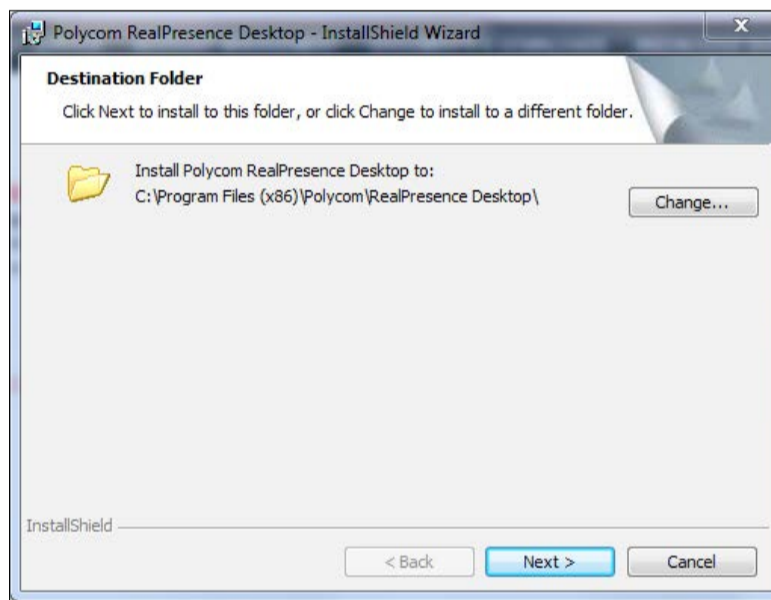 Polycom RealPresence Desktop - InstallShield Wizard
Destination Folder
Click Next to install to this folder, or click Change to install to a different folder.
Install Polycom RealPresence Desktop to:
C:\Program Files (x86)\Polycom\RealPresence Desktop\
Change...
InstallShield
< Back
Next >
Cancel